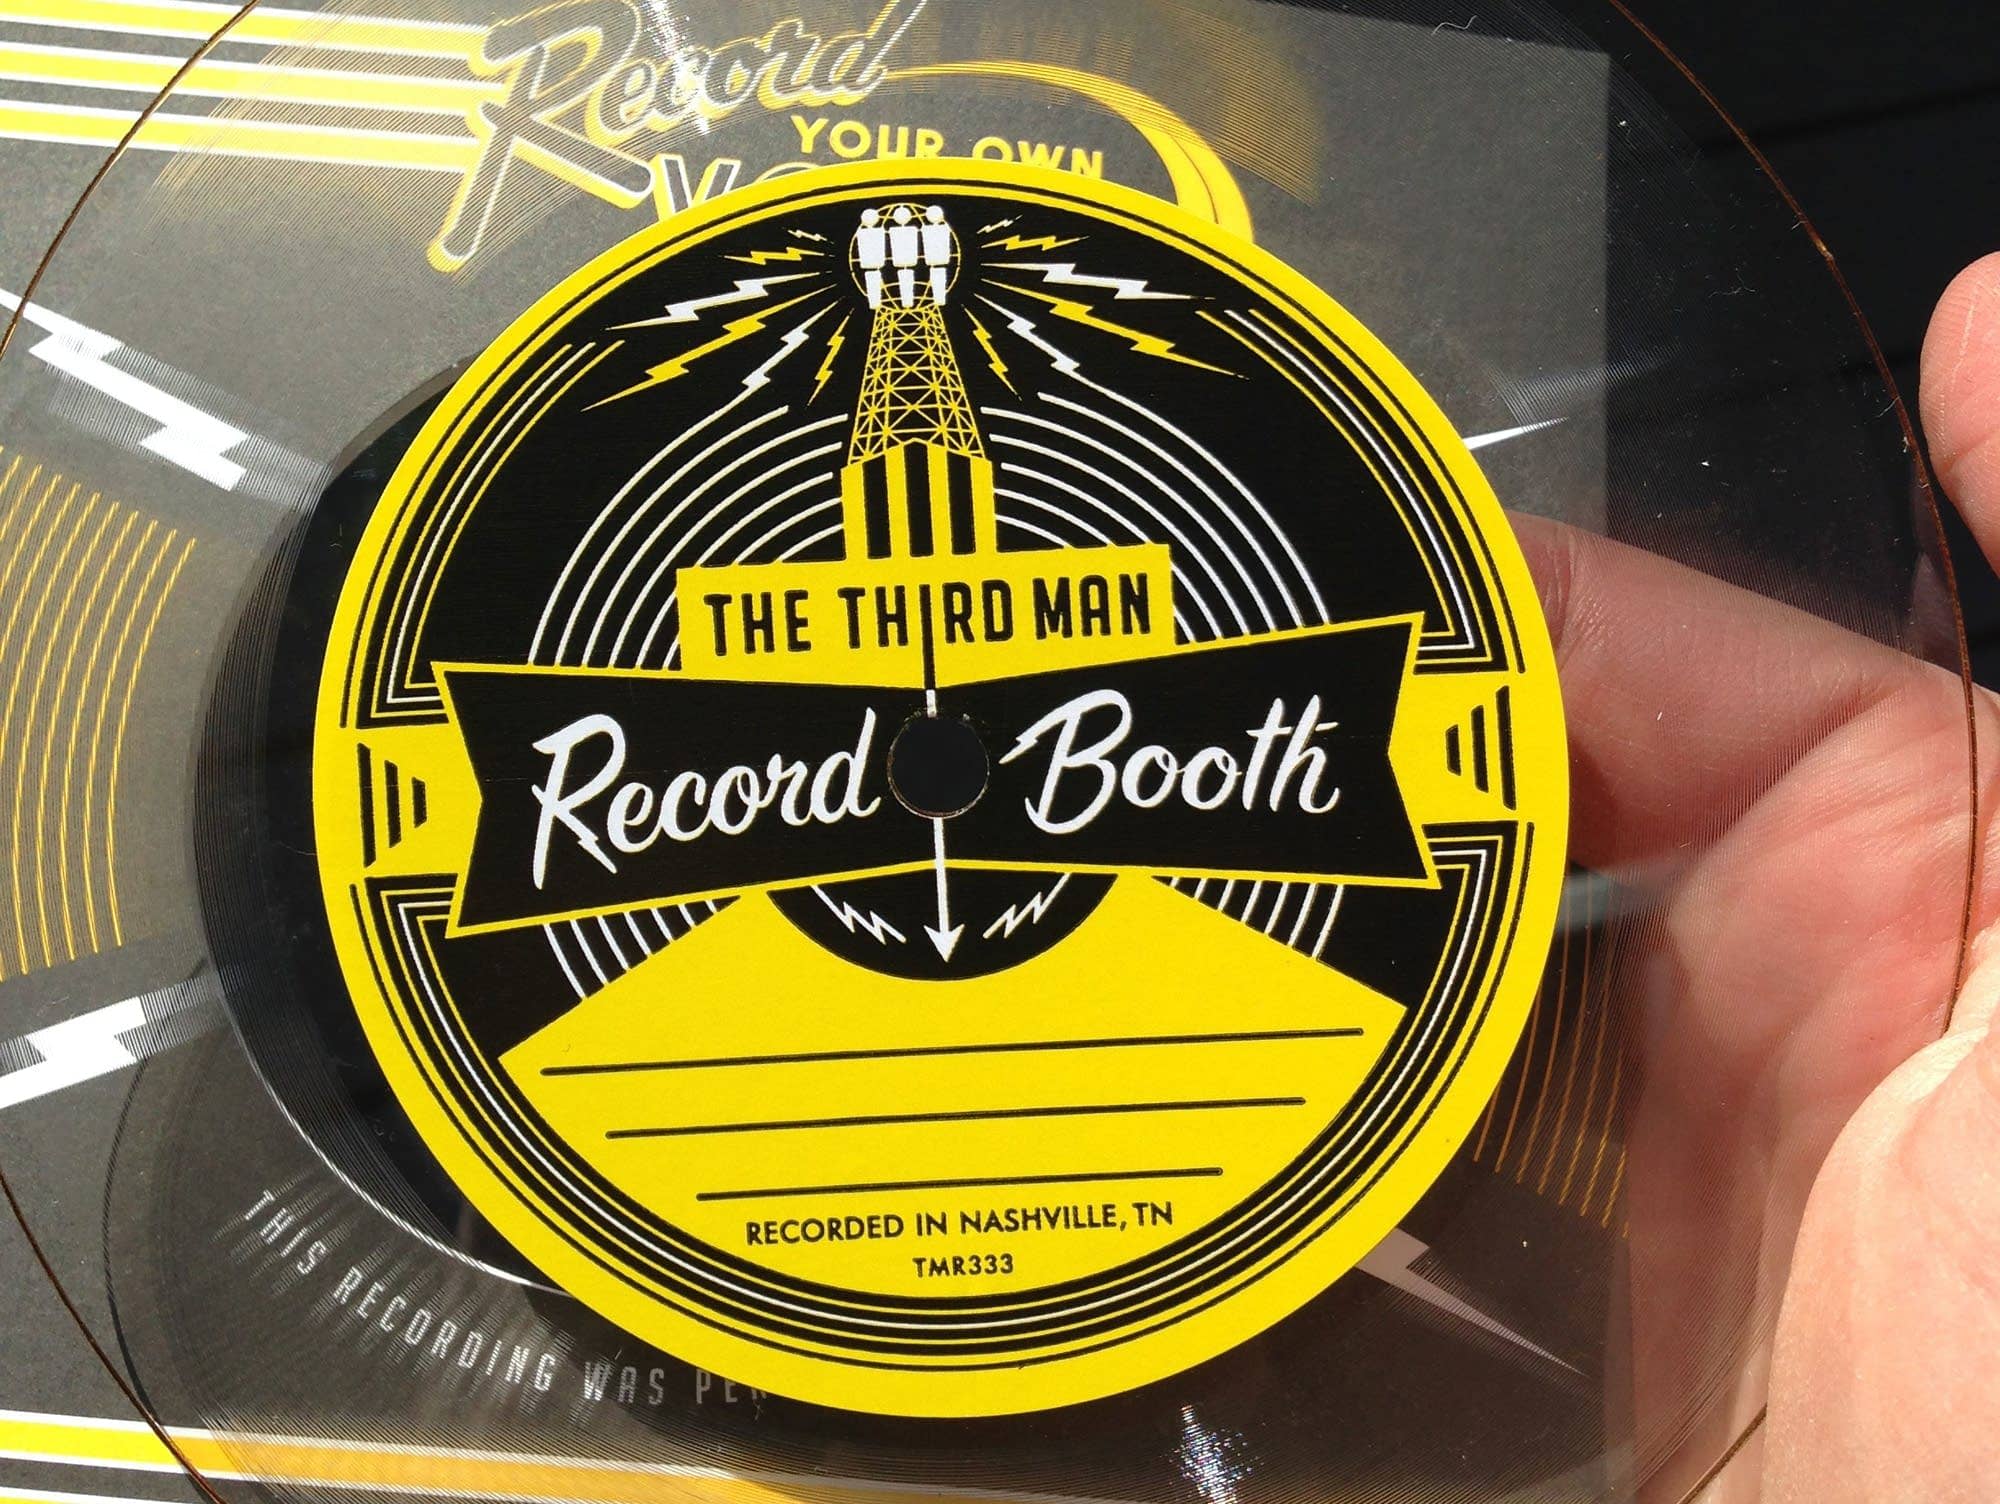 Record
YOUR OWN
THE THIRD MAN
Record Booth
RECORDED IN NASHVILLE, TN
TMR333
THIS RECORDING WAS